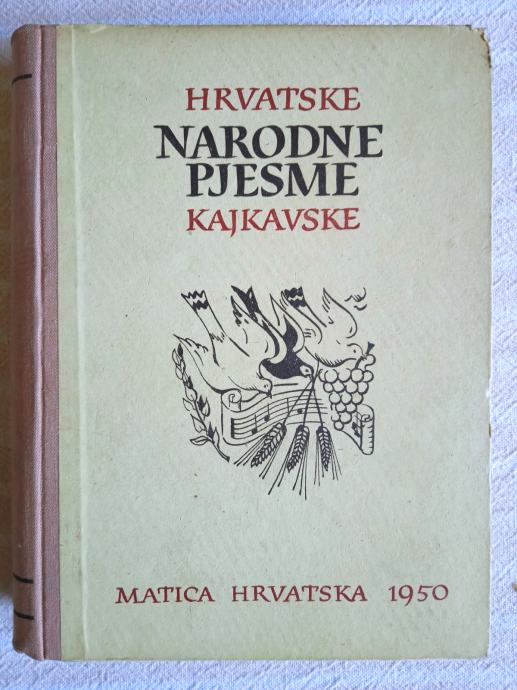 HRVATSKE
NARODNE
PJESME
KAJKAVSKE
MATICA HRVATSKA 1950